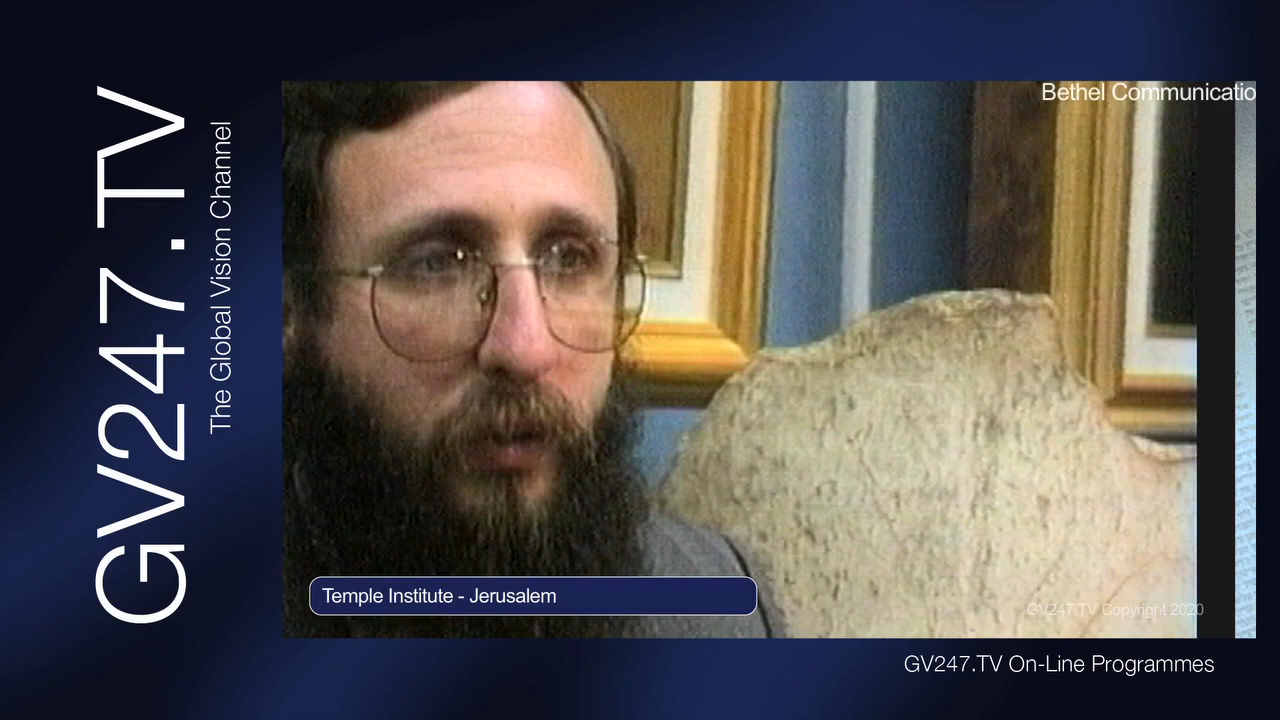 GV247.TV
The Global Vision Channel
Bethel Communicatio
Temple Institute - Jerusalem
GV247.TV Copyright 2020
GV247.TV On-Line Programmes